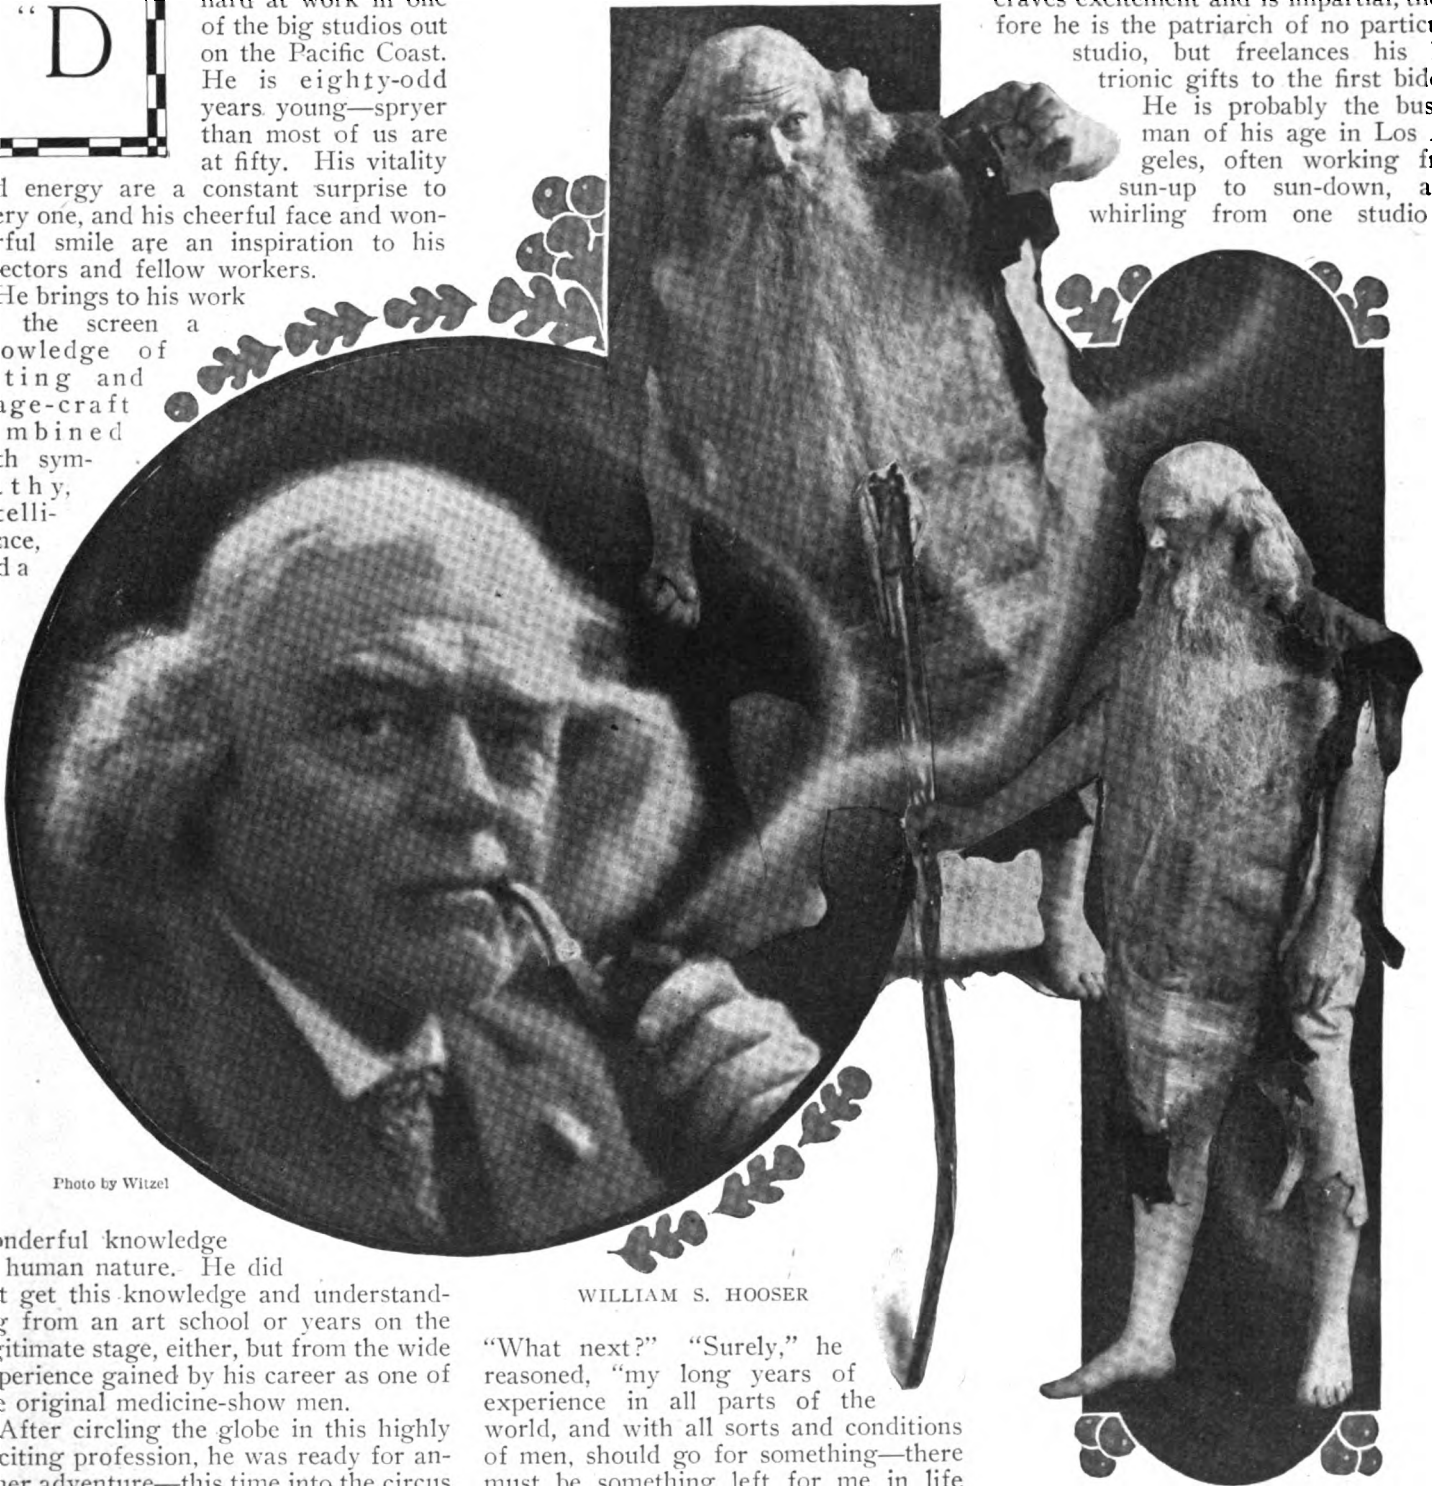 “D
hard at work in one
of the big studios out
on the Pacific Coast.
He is eighty-odd
years young—spryer
than most of us are
at fifty. His vitality
energy are a constant surprise to
ery one, and his cheerful face and won-
rful smile are an inspiration to his
ectors and fellow workers.
He brings to his work
the screen a
owledge of
ting and
age-craft
mbined
th sym-
thy,
telli-
nce,
d a
Photo by Witzel
onderful knowledge
human nature. He did
t get this knowledge and understand-
g from an art school or years on the
gitimate stage, either, but from the wide
perience gained by his career as one of
e original medicine-show men.
After circling the globe in this highly
citing profession, he was ready for an-
her adventure—this time into the circus
WILLIAM S. HOOSER
“What next?” “Surely,” he
reasoned, “my long years of
experience in all parts of the
world, and with all sorts and conditions
of men, should go for something—there
must be something left for me in life
craves excitement and is impartial, the
fore he is the patriarch of no particu
studio, but freelances his
trionic gifts to the first bid
He is probably the bus
man of his age in Los
geles, often working fr
sun-up to sun-down, a
whirling from one studio